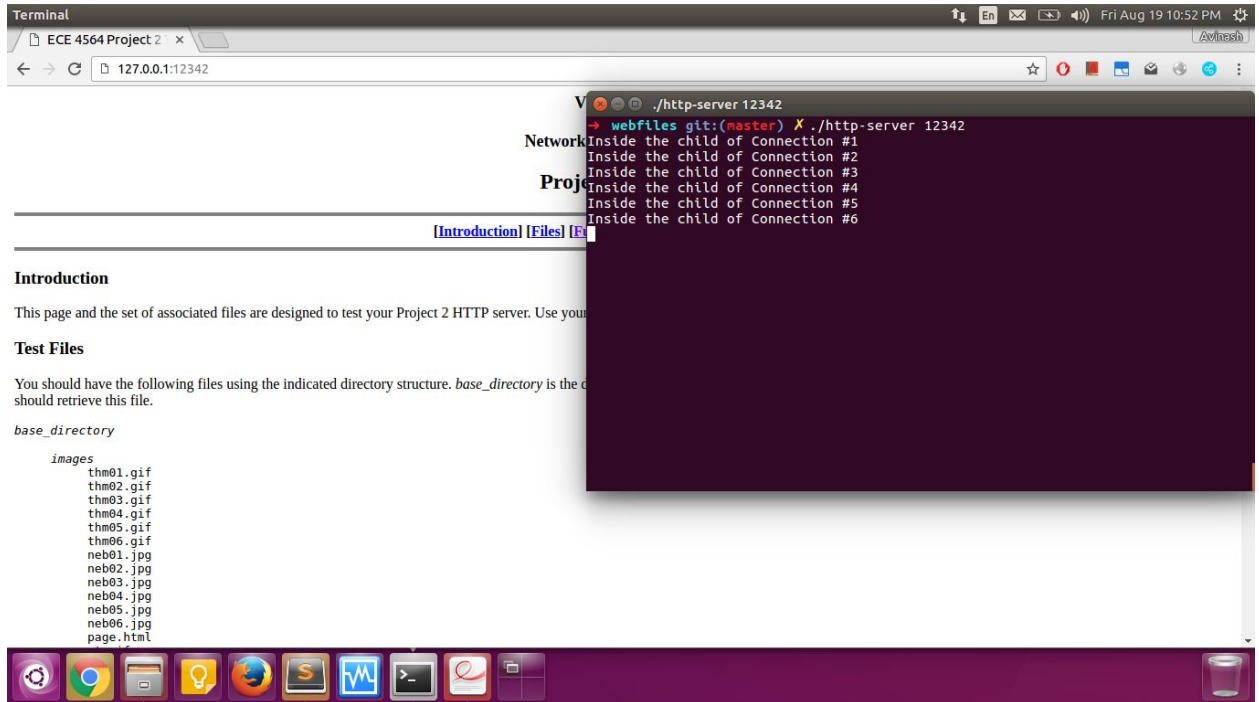 Terminal
En
Fri Aug 19 10:52 PM
ECE 4564 Project 2
Avinash
127.0.0.1:12342
V
Network
Proje
[Introduction] [Files] [Fu
Introduction
This page and the set of associated files are designed to test your Project 2 HTTP server. Use your
Test Files
You should have the following files using the indicated directory structure. base_directory is the d
should retrieve this file.
base_directory
images
thm01.gif
thm02.gif
thm03.gif
thm04.gif
thm05.gif
thm06.gif
neb01.jpg
neb02.jpg
neb03.jpg
neb04.jpg
neb05.jpg
neb06.jpg
page.html
./http-server 12342
→ webfiles git:(master) ✗ ./http-server 12342
Inside the child of Connection #1
Inside the child of Connection #2
Inside the child of Connection #3
Inside the child of Connection #4
Inside the child of Connection #5
Inside the child of Connection #6